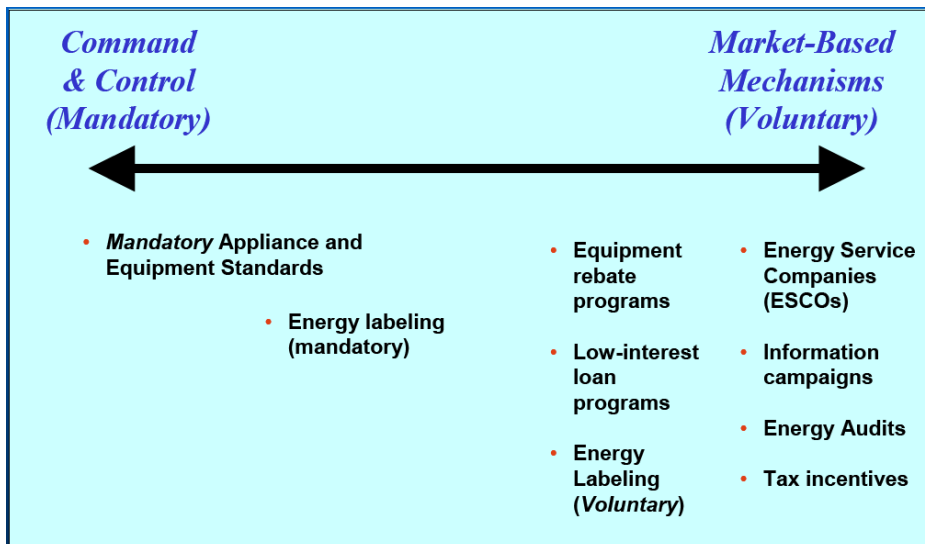 Command
& Control
(Mandatory)
Market-Based
Mechanisms
(Voluntary)
• Mandatory Appliance and
Equipment Standards
• Energy labeling
(mandatory)
• Equipment
rebate
programs
• Low-interest
loan
programs
• Energy
Labeling
(Voluntary)
• Energy Service
Companies
(ESCOs)
• Information
campaigns
• Energy Audits
• Tax incentives